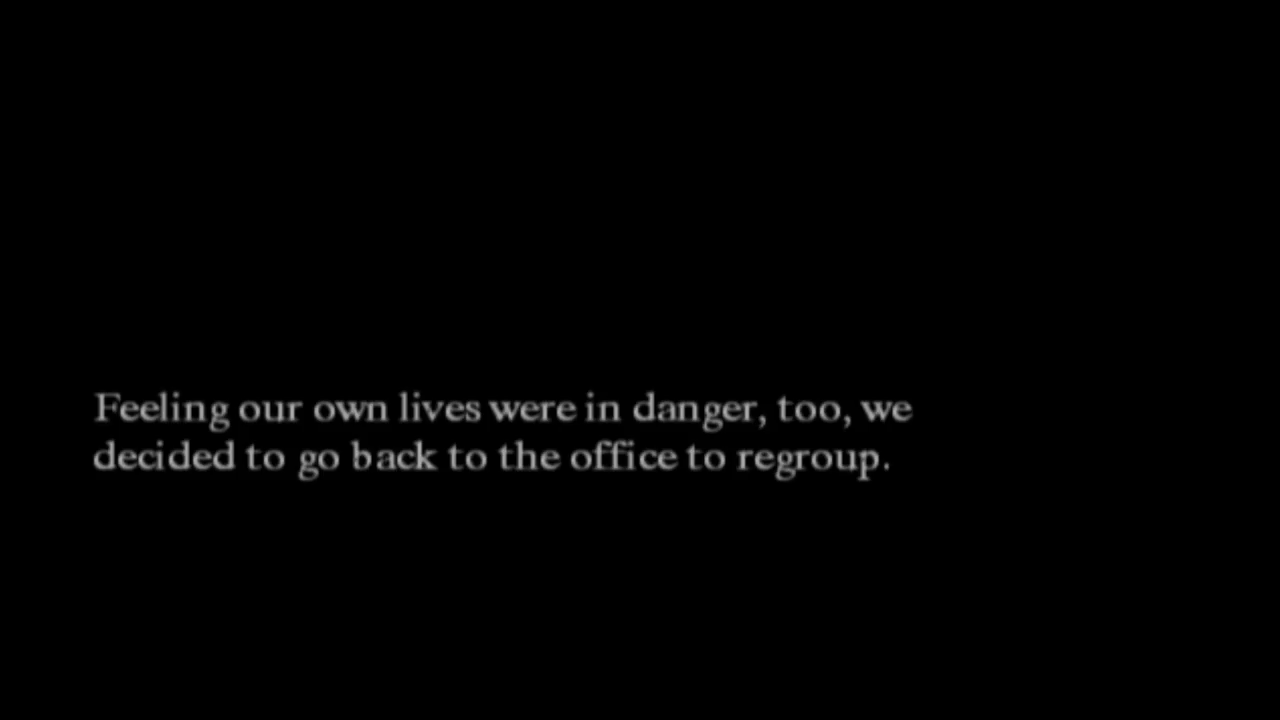 Feeling our own lives were in danger, too, we
decided to go back to the office to regroup.